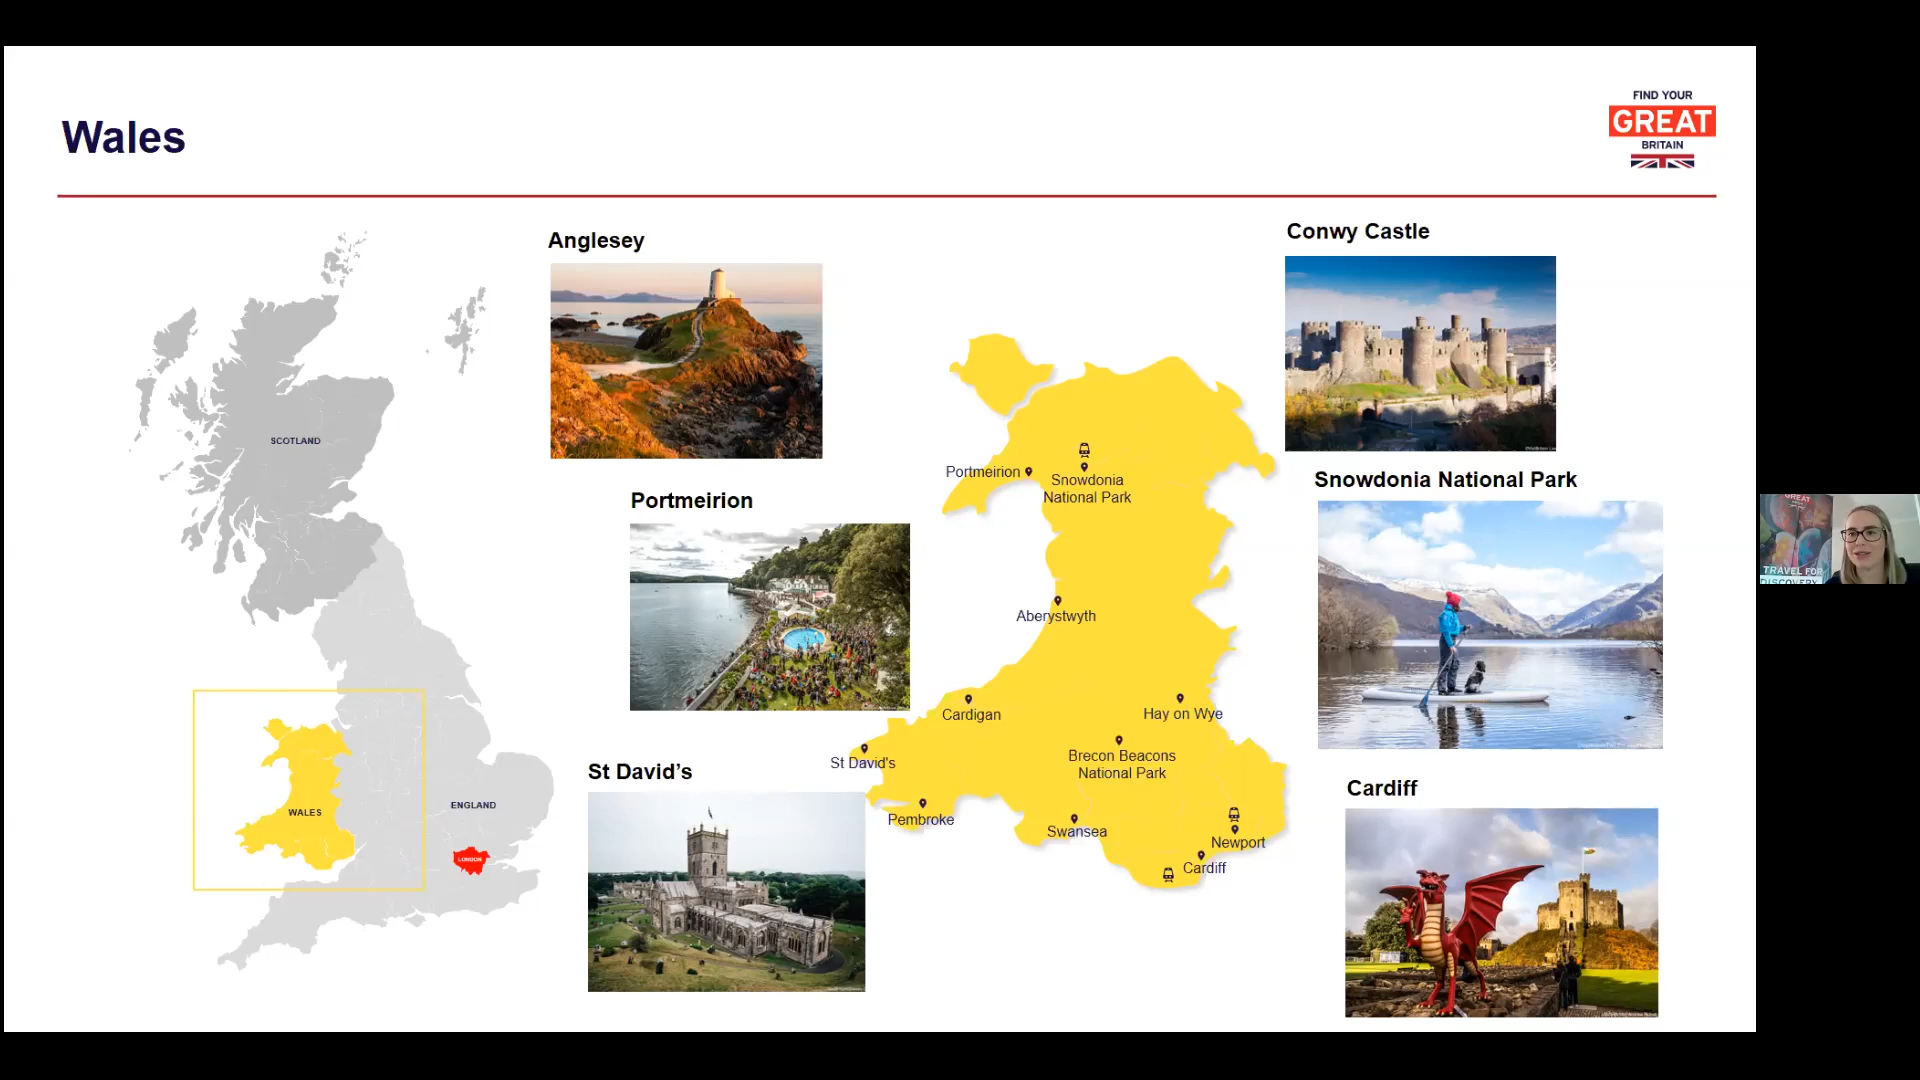 Wales
FIND YOUR
GREAT
BRITAIN
Anglesey
Conwy Castle
SCOTLAND
Portmeirion
Snowdonia
National Park
Snowdonia National Park
Portmeirion
GREAT
TRAVEL FOR
DISCOVERY
Aberystwyth
Cardigan
Hay on Wye
Brecon Beacons
National Park
St David's
St David’s
Cardiff
WALES
ENGLAND
LONDON
Pembroke
Swansea
Newport
Cardiff